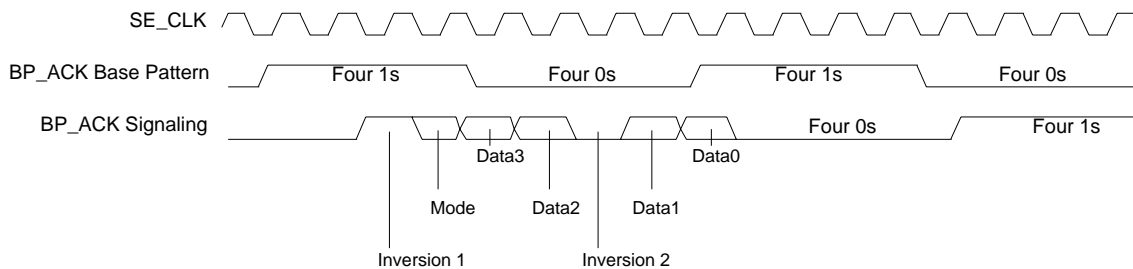 SE_CLK
BP_ACK Base Pattern
Four 1s
Four 0s
Four 1s
Four 0s
BP_ACK Signaling
Four 0s
Four 1s
Data3
Data0
Mode
Data2
Data1
Inversion 1
Inversion 2